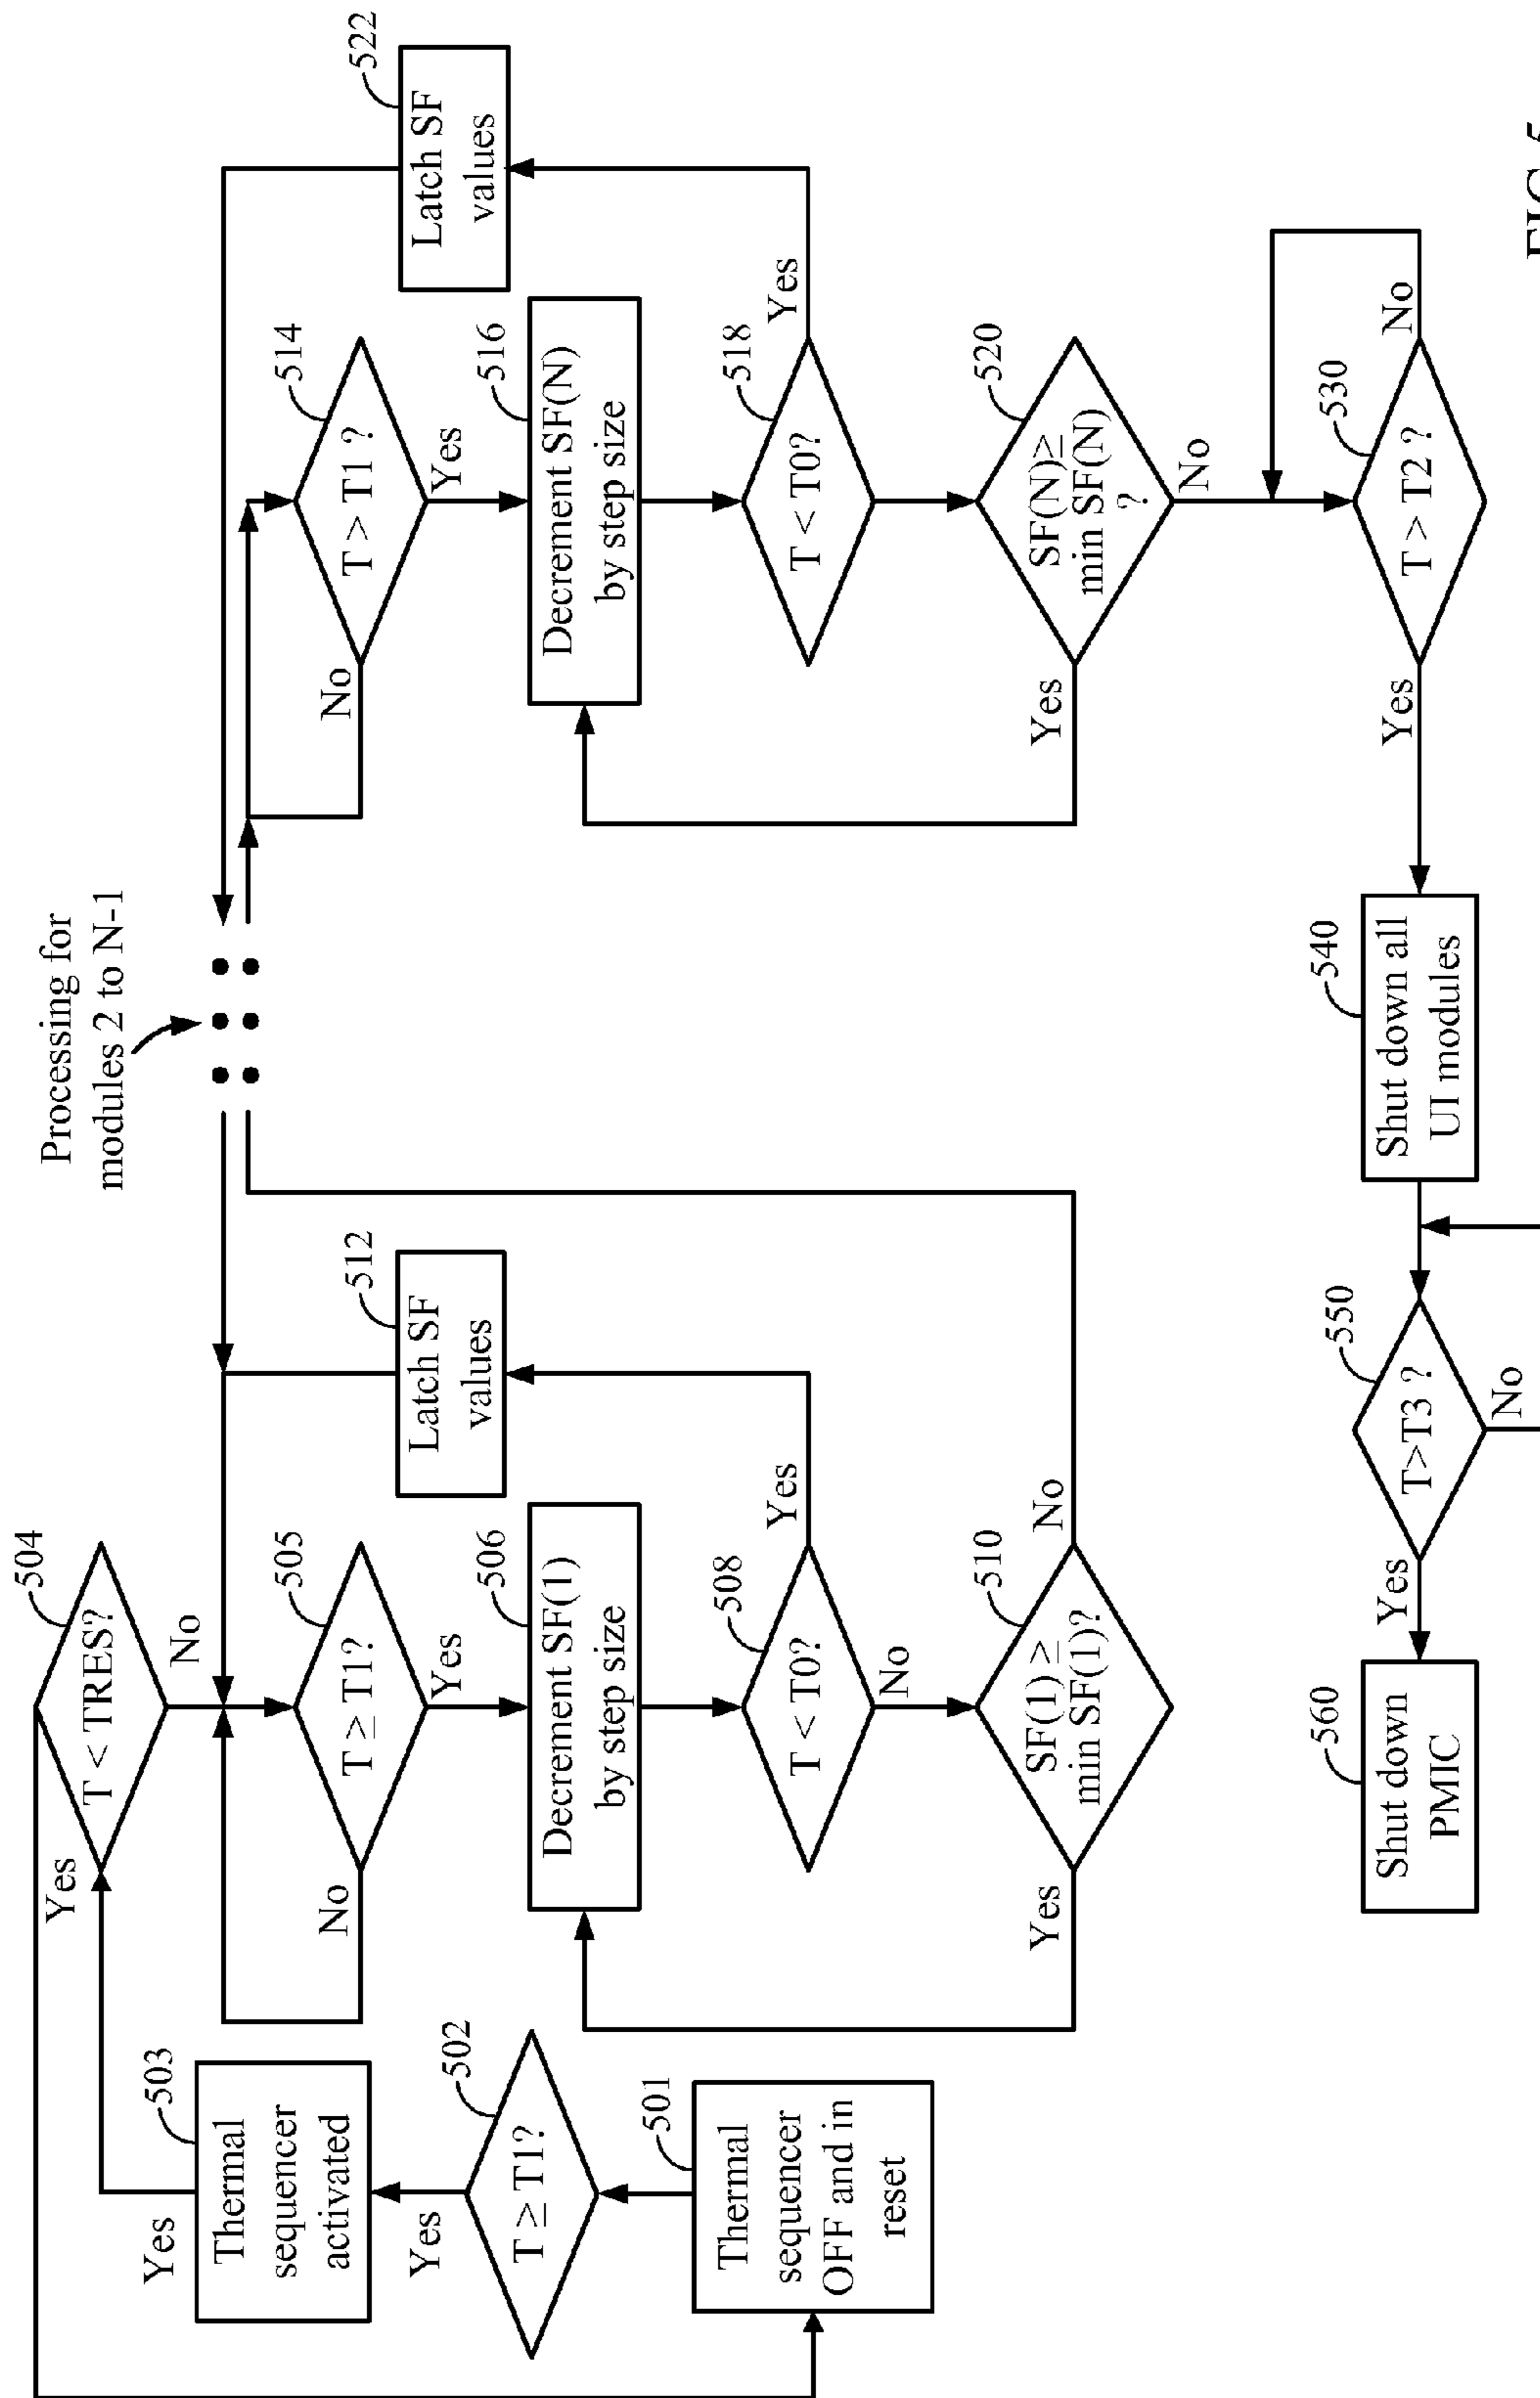 Thermal
sequencer
OFF and in
reset
501
T ≥ T1?
502
Yes
Thermal
sequencer
activated
503
Yes
T < TRES?
504
Yes
No
T ≥ T1?
505
No
Yes
Decrement SF(1)
by step size
506
T < T0?
508
Yes
No
SF(1) ≥
min SF(1)?
510
Yes
No
Latch SF
values
512
Processing for
modules 2 to N-1
T > T1 ?
514
No
Yes
Decrement SF(N)
by step size
516
T < T0?
518
Yes
SF(N) ≥
min SF(N)
?
520
Yes
No
Latch SF
values
522
T > T2 ?
530
Yes
No
Shut down all
UI modules
540
T>T3 ?
550
Yes
No
Shut down
PMIC
560